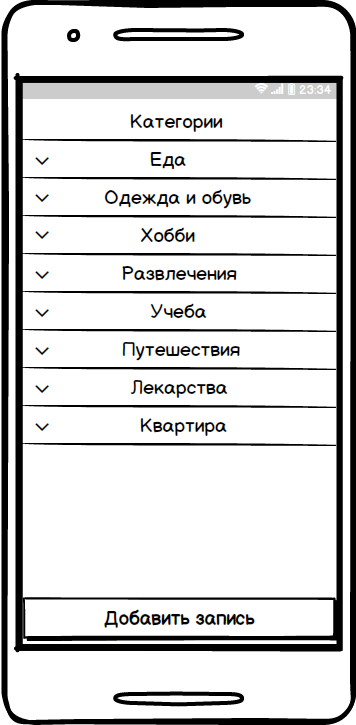 23:34
Категории
Еда
Одежда и обувь
Хобби
Развлечения
Учеба
Путешествия
Лекарства
Квартира
Добавить запись